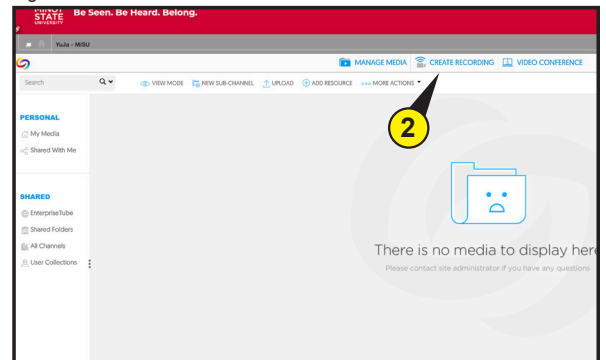 MINOT
STATE
UNIVERSITY
Be Seen. Be Heard. Belong.
YuJa - MISU
MANAGE MEDIA
CREATE RECORDING
VIDEO CONFERENCE
Search
VIEW MODE
NEW SUB-CHANNEL
UPLOAD
ADD RESOURCE
MORE ACTIONS
2
PERSONAL
My Media
Shared With Me
SHARED
EnterpriseTube
Shared Folders
All Channels
User Collections
There is no media to display here
Please contact site administrator if you have any questions